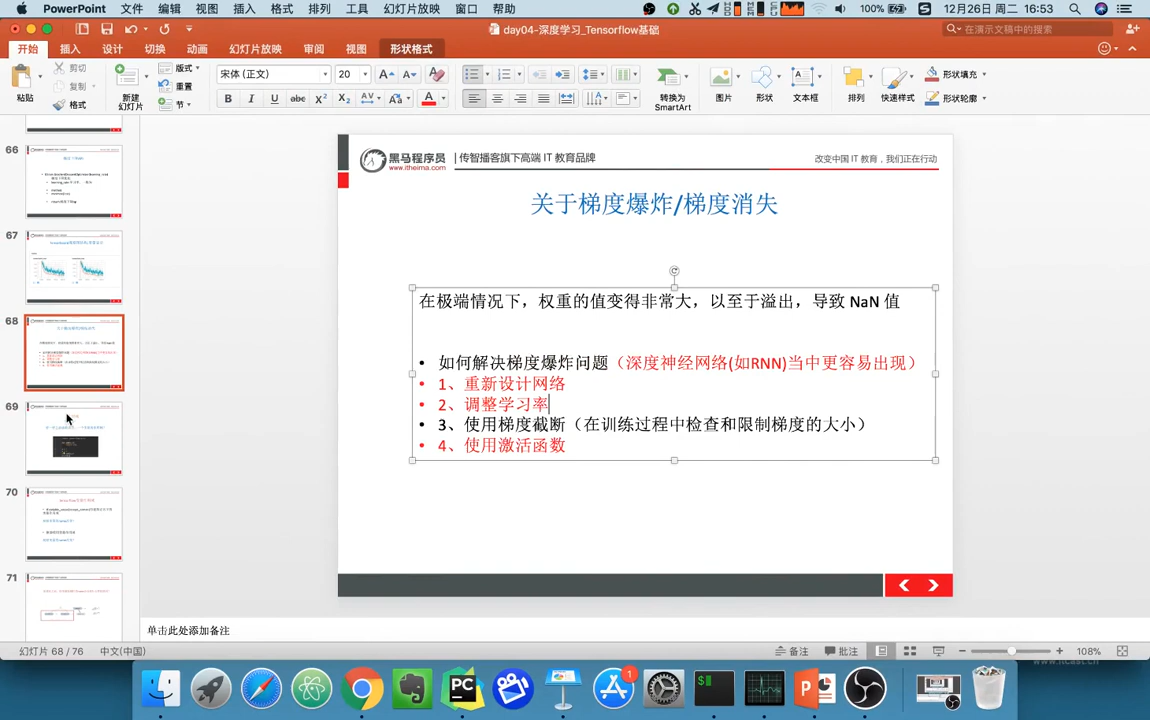 PowerPoint 文件 编辑 视图 插入 格式 工具 排列 幻灯片放映 窗口 帮助 100% 12月26日 周二 16:53
day04-深度学习_Tensorflow基础 在演示文稿中的搜索
开始 插入 设计 切换 动画 幻灯片放映 审阅 视图 形状格式
粘贴 剪切 复制 格式 新建幻灯片 版式 重置 节 宋体 (正文) 20 转换为 SmartArt 图片 形状 文本框 排列 快速样式 形状填充 形状轮廓
B I U abc X² X₂ AV Aa A
66
67
68
69
70
71
黑马程序员 | 传智播客旗下高端 IT 教育品牌 改变中国 IT 教育，我们正在行动
www.itheima.com
关于梯度爆炸/梯度消失
在极端情况下，权重的值变得非常大，以至于溢出，导致 NaN 值
• 如何解决梯度爆炸问题（深度神经网络(如RNN)当中更容易出现）
• 1、重新设计网络
• 2、调整学习率
• 3、使用梯度截断（在训练过程中检查和限制梯度的大小）
• 4、使用激活函数
单击此处添加备注
幻灯片 68 / 76 中文(中国) 备注 批注 108%
www.itcast.cn
PC
1
$
P